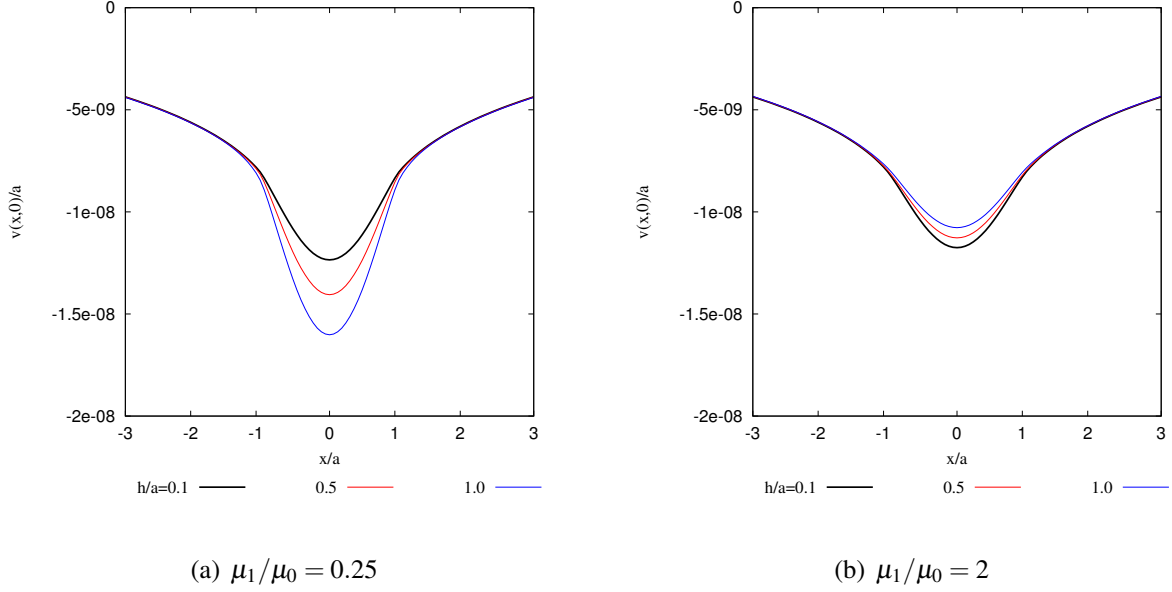 0
-5e-09
-1e-08
-1.5e-08
-2e-08
v(x,0)/a
-3 -2 -1 0 1 2 3
x/a
h/a=0.1 0.5 1.0
(a) μ₁/μ₀ = 0.25
0
-5e-09
-1e-08
-1.5e-08
-2e-08
v(x,0)/a
-3 -2 -1 0 1 2 3
x/a
h/a=0.1 0.5 1.0
(b) μ₁/μ₀ = 2